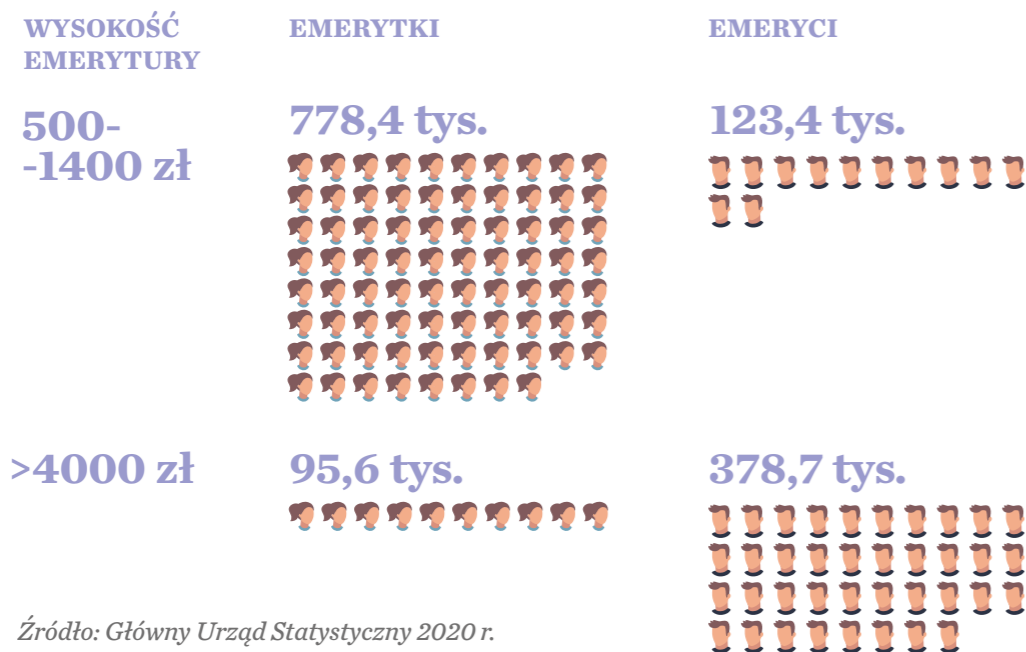 WYSOKOŚĆ
EMERYTURY
EMERYTKI
EMERYCI
500-
-1400 zł
778,4 tys.
123,4 tys.
>4000 zł
95,6 tys.
378,7 tys.
Źródło: Główny Urząd Statystyczny 2020 r.